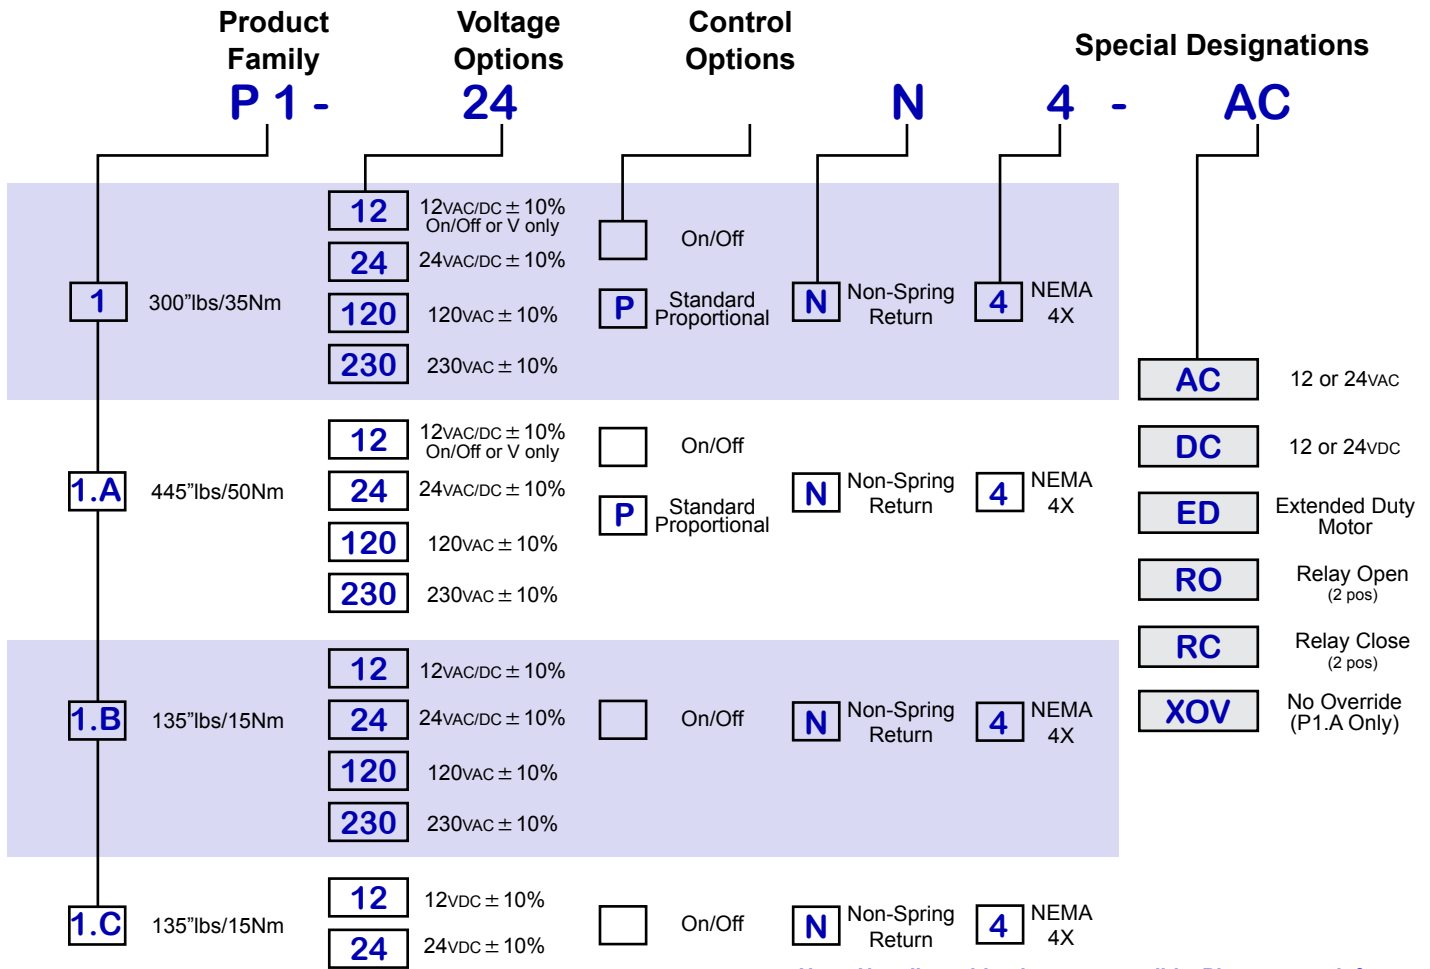 Product Family
Voltage Options
Control Options
Special Designations
P 1 - 24 N 4 - AC
1
300"lbs/35Nm
12 12VAC/DC ± 10%
On/Off or V only
24 24VAC/DC ± 10%
120 120VAC ± 10%
230 230VAC ± 10%
On/Off
P Standard Proportional
N Non-Spring Return
4 NEMA 4X
1.A
445"lbs/50Nm
12 12VAC/DC ± 10%
On/Off or V only
24 24VAC/DC ± 10%
120 120VAC ± 10%
230 230VAC ± 10%
On/Off
P Standard Proportional
N Non-Spring Return
4 NEMA 4X
1.B
135"lbs/15Nm
12 12VAC/DC ± 10%
24 24VAC/DC ± 10%
120 120VAC ± 10%
230 230VAC ± 10%
On/Off
N Non-Spring Return
4 NEMA 4X
1.C
135"lbs/15Nm
12 12VDC ± 10%
24 24VDC ± 10%
On/Off
N Non-Spring Return
4 NEMA 4X
AC 12 or 24VAC
DC 12 or 24VDC
ED Extended Duty Motor
RO Relay Open
(2 pos)
RC Relay Close
(2 pos)
XOV No Override
(P1.A Only)